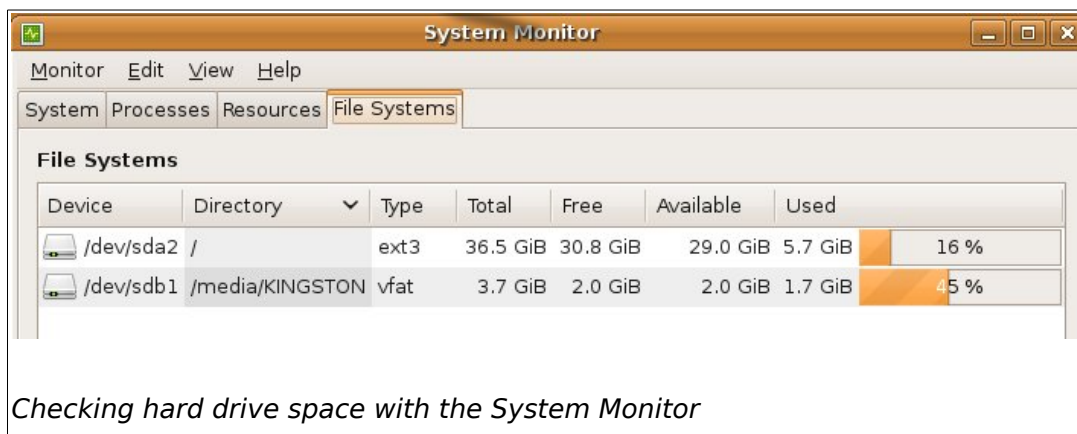 System Monitor
Monitor Edit View Help
System Processes Resources File Systems
File Systems
Device Directory Type Total Free Available Used
/dev/sda2 / ext3 36.5 GiB 30.8 GiB 29.0 GiB 5.7 GiB 16 %
/dev/sdb1 /media/KINGSTON vfat 3.7 GiB 2.0 GiB 2.0 GiB 1.7 GiB 45 %
Checking hard drive space with the System Monitor